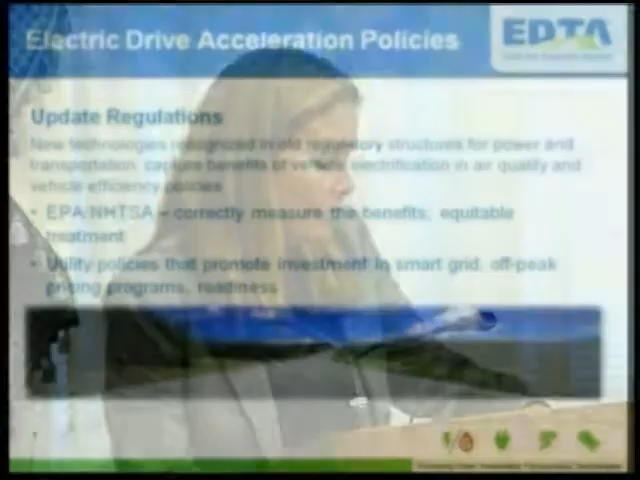 Electric Drive Acceleration Policies
EDTA
Update Regulations
New technologies recognized in old regulatory structures for power and
transportation, capture benefits of vehicle electrification in air quality and
vehicle efficiency policies
• EPA/NHTSA – correctly measure the benefits; equitable
treatment
• Utility policies that promote investment in smart grid, off-peak
pricing programs, readiness